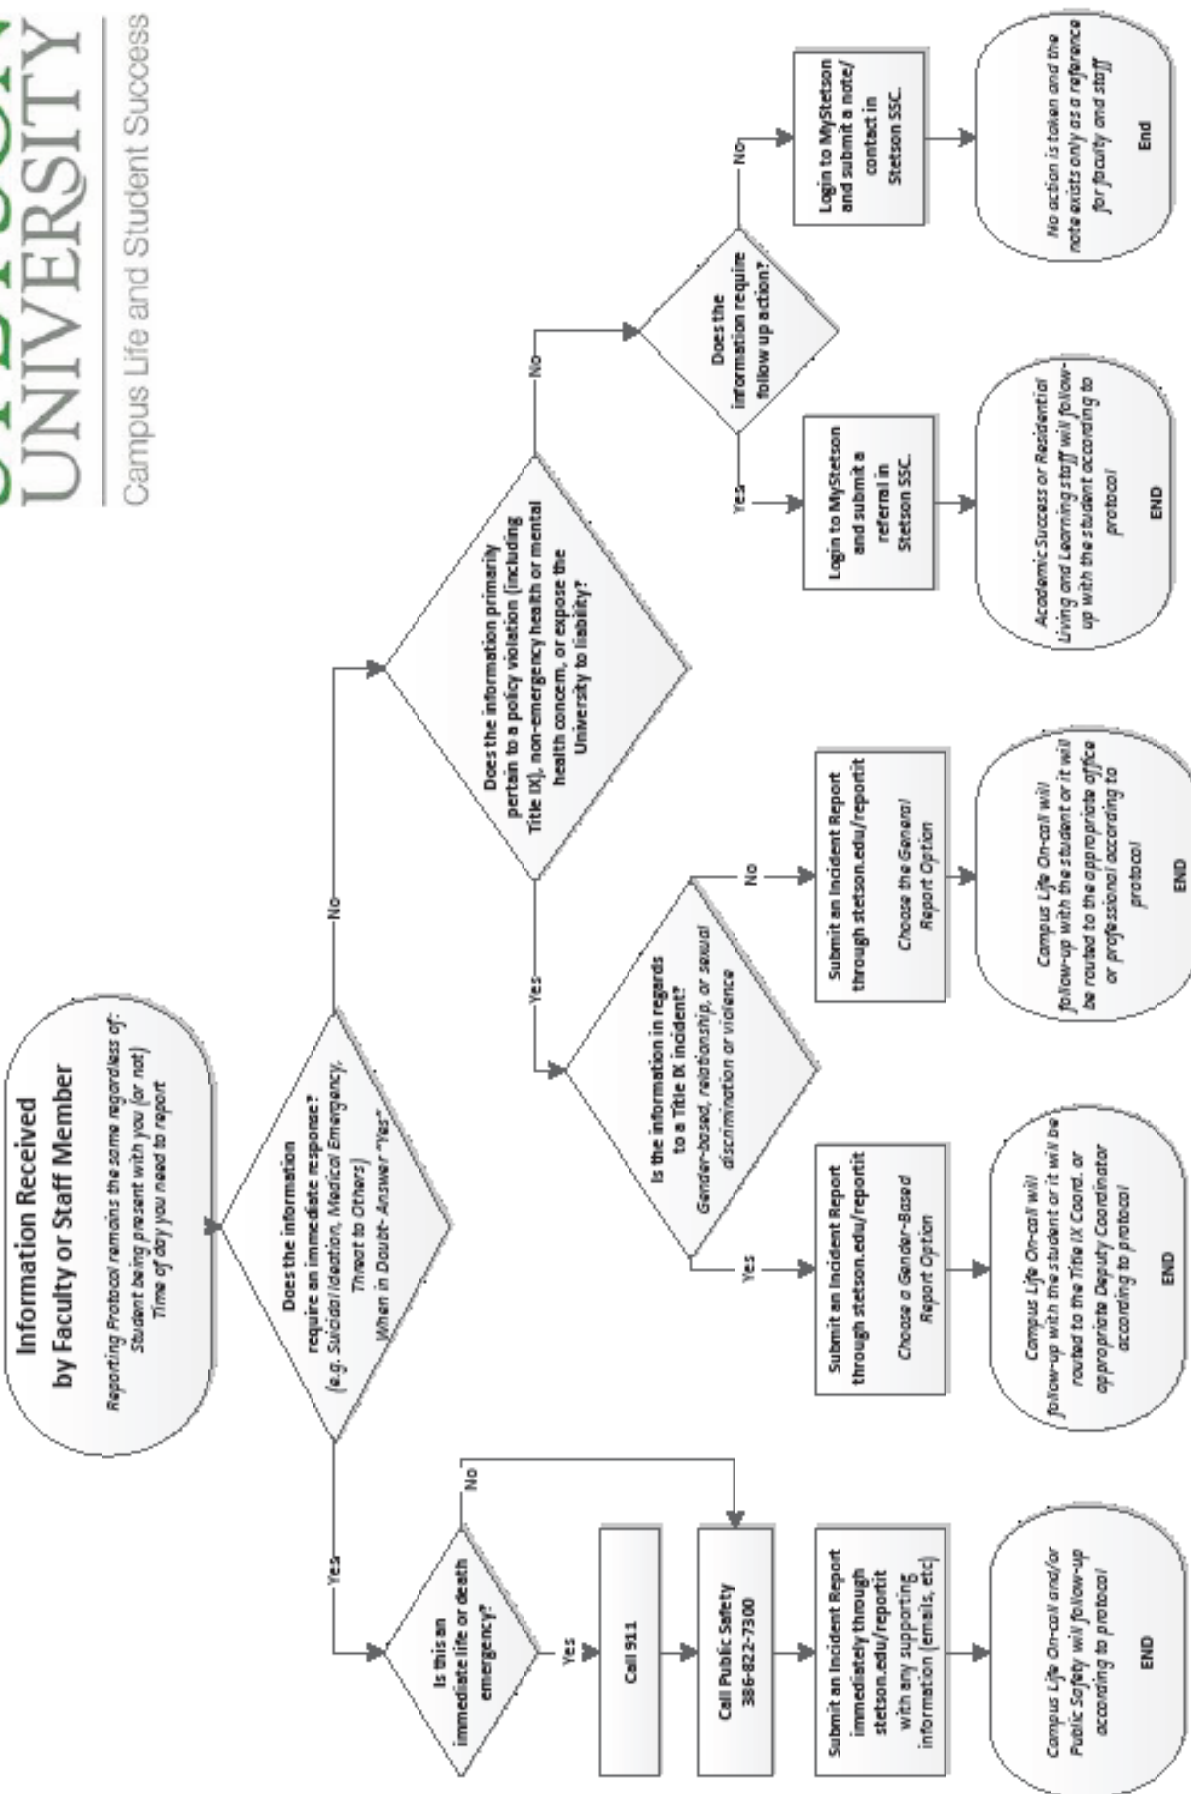 UNIVERSITY
Campus Life and Student Success
Information Received
by Faculty or Staff Member
Reporting Protocol remains the same regardless of:
Student being present with you (or not)
Time of day you need to report
Does the information
require an immediate response?
(e.g. Suicidal Ideation, Medical Emergency,
Threat to Others)
When in Doubt- Answer "Yes"
Yes
No
Is this an
immediate life or death
emergency?
No
Yes
Call 911
Call Public Safety
386-822-7300
Submit an Incident Report
immediately through
stetson.edu/reportit
with any supporting
information (emails, etc)
Campus Life On-call and/or
Public Safety will follow-up
according to protocol
END
Does the information primarily
pertain to a policy violation (including
Title IX), non-emergency health or mental
health concern, or expose the
University to liability?
Yes
No
Is the information in regards
to a Title IX incident?
Gender-based, relationship, or sexual
discrimination or violence
Yes
No
Submit an Incident Report
through stetson.edu/reportit
Choose a Gender-Based
Report Option
Campus Life On-call will
follow-up with the student or it will be
routed to the Title IX Coord. or
appropriate Deputy Coordinator
according to protocol
END
Submit an Incident Report
through stetson.edu/reportit
Choose the General
Report Option
Campus Life On-call will
follow-up with the student or it will
be routed to the appropriate office
or professional according to
protocol
END
Does the
information require
follow up action?
Yes
No
Login to MyStetson
and submit a
referral in
Stetson SSC.
Academic Success or Residential
Living and Learning staff will follow-
up with the student according to
protocol
END
Login to MyStetson
and submit a note/
contact in
Stetson SSC.
No action is taken and the
note exists only as a reference
for faculty and staff
End